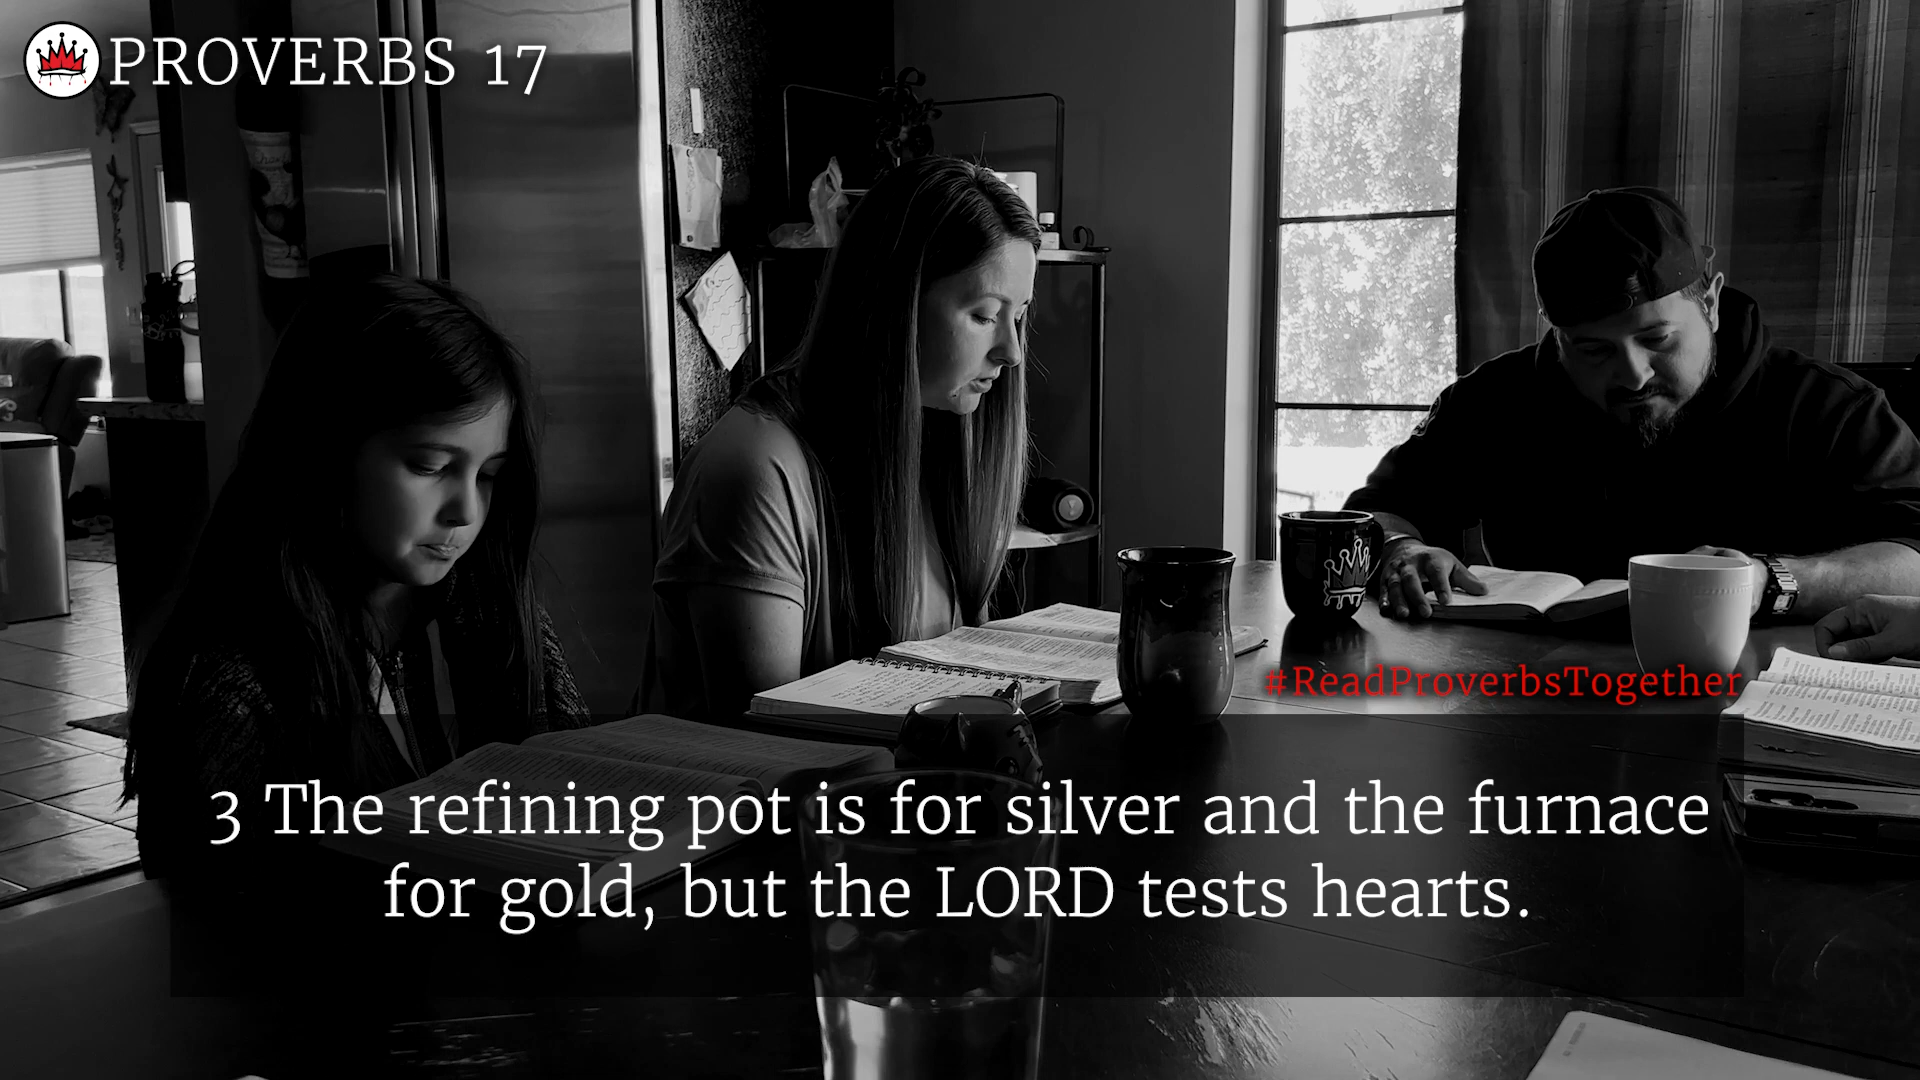 PROVERBS 17
#ReadProverbsTogether
3 The refining pot is for silver and the furnace
for gold, but the LORD tests hearts.